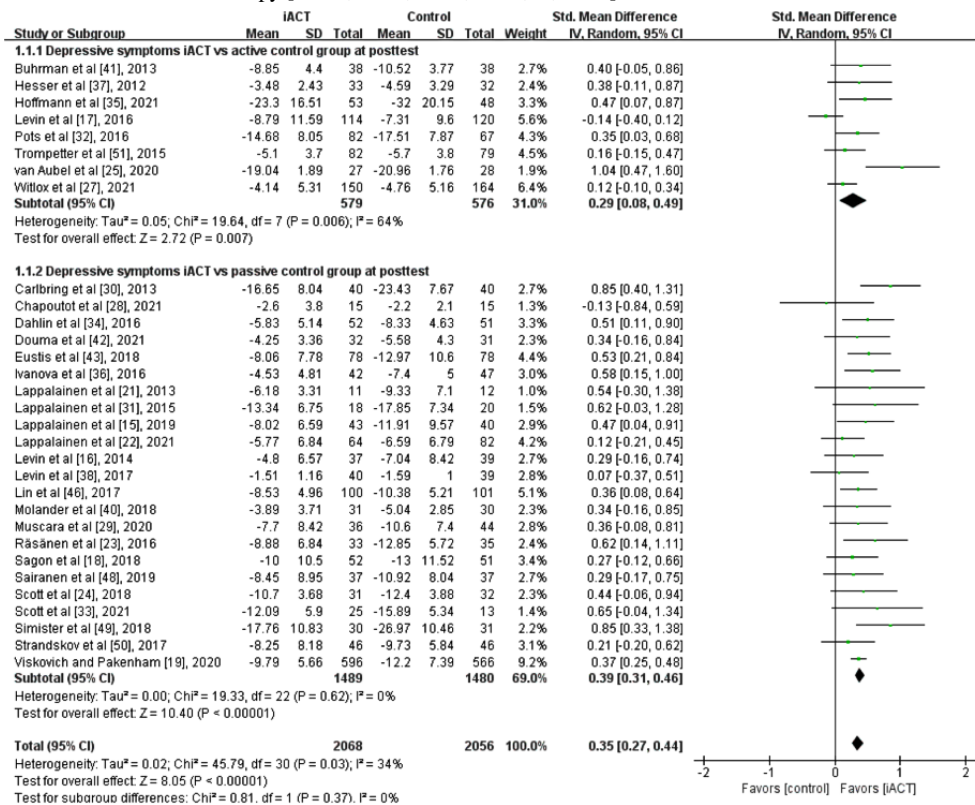 iACT Control Std. Mean Difference Std. Mean Difference
Study or Subgroup Mean SD Total Mean SD Total Weight IV, Random, 95% CI IV, Random, 95% CI
1.1.1 Depressive symptoms iACT vs active control group at posttest
Buhrman et al [41], 2013 -8.85 4.4 38 -10.52 3.77 38 2.7% 0.40 [-0.05, 0.86]
Hesser et al [37], 2012 -3.48 2.43 33 -4.59 3.29 32 2.4% 0.38 [-0.11, 0.87]
Hoffmann et al [35], 2021 -23.3 16.51 53 -32 20.15 48 3.4% 0.47 [0.07, 0.87]
Levin et al [17], 2016 -8.79 11.59 114 -7.31 9.6 120 5.6% -0.14 [-0.40, 0.12]
Pots et al [32], 2016 -14.68 8.05 82 -17.51 7.87 67 4.4% 0.35 [0.03, 0.68]
Trompetter et al [51], 2015 -5.1 3.7 82 -5.7 3.8 79 4.7% 0.16 [-0.15, 0.47]
van Aubel et al [25], 2020 -19.04 1.89 27 -20.96 1.76 28 1.9% 1.04 [0.47, 1.60]
Witlox et al [27], 2021 -4.14 5.31 150 -4.76 5.16 164 6.5% 0.12 [-0.10, 0.34]
Subtotal (95% CI) 579 576 31.0% 0.29 [0.08, 0.49]
Heterogeneity: Tau² = 0.05; Chi² = 19.64, df = 7 (P = 0.006); I² = 64%
Test for overall effect: Z = 2.72 (P = 0.007)
1.1.2 Depressive symptoms iACT vs passive control group at posttest
Carlbring et al [30], 2013 -16.65 8.04 40 -23.43 7.67 40 2.7% 0.85 [0.40, 1.31]
Chapoutot et al [28], 2021 -2.6 3.8 15 -2.2 2.1 15 1.3% -0.13 [-0.84, 0.59]
Dahlin et al [34], 2016 -5.83 5.14 52 -8.33 4.63 51 3.4% 0.51 [0.11, 0.90]
Douma et al [42], 2021 -4.25 3.36 32 -5.58 4.3 31 2.4% 0.34 [-0.16, 0.84]
Eustis et al [43], 2018 -8.06 7.78 78 -12.97 10.6 78 4.5% 0.53 [0.21, 0.84]
Ivanova et al [36], 2016 -4.53 4.81 42 -7.4 5 47 3.0% 0.58 [0.15, 1.00]
Lappalainen et al [21], 2013 -6.18 3.31 11 -9.33 7.1 12 1.0% 0.54 [-0.30, 1.38]
Lappalainen et al [31], 2015 -13.34 6.75 18 -17.85 7.34 20 1.5% 0.62 [-0.03, 1.28]
Lappalainen et al [15], 2019 -8.02 6.59 43 -11.91 9.57 40 2.9% 0.47 [0.04, 0.91]
Lappalainen et al [22], 2021 -5.77 6.84 64 -6.59 6.79 82 4.4% 0.12 [-0.21, 0.45]
Levin et al [16], 2014 -4.8 6.57 37 -7.04 8.42 39 2.7% 0.29 [-0.16, 0.74]
Levin et al [38], 2017 -1.51 1.16 40 -1.59 1 39 2.8% 0.07 [-0.37, 0.51]
Lin et al [46], 2017 -8.53 4.96 100 -10.38 5.21 101 5.1% 0.36 [0.08, 0.64]
Molander et al [40], 2018 -3.89 3.71 31 -5.04 2.85 30 2.3% 0.34 [-0.16, 0.85]
Muscara et al [29], 2020 -7.7 8.42 36 -10.6 7.4 44 2.8% 0.36 [-0.08, 0.81]
Räsänen et al [23], 2016 -8.88 6.84 33 -12.85 5.72 35 2.4% 0.62 [0.14, 1.11]
Sagon et al [18], 2018 -10 10.5 52 -13 11.52 51 3.4% 0.27 [-0.12, 0.66]
Sairanen et al [48], 2019 -8.45 8.95 37 -10.92 8.04 37 2.7% 0.29 [-0.17, 0.75]
Scott et al [24], 2018 -10.7 3.68 31 -12.4 3.88 32 2.4% 0.44 [-0.06, 0.94]
Scott et al [33], 2021 -12.09 5.9 25 -15.89 5.34 13 1.4% 0.65 [-0.04, 1.34]
Simister et al [49], 2018 -17.76 10.83 30 -26.97 10.46 31 2.2% 0.85 [0.33, 1.38]
Strandskov et al [50], 2017 -8.25 8.18 46 -9.73 5.84 46 3.2% 0.21 [-0.20, 0.62]
Viskovich and Pakenham [19], 2020 -9.79 5.66 596 -12.2 7.39 566 9.2% 0.37 [0.25, 0.48]
Subtotal (95% CI) 1489 1480 69.0% 0.39 [0.31, 0.46]
Heterogeneity: Tau² = 0.00; Chi² = 19.33, df = 22 (P = 0.62); I² = 0%
Test for overall effect: Z = 10.40 (P < 0.00001)
Total (95% CI) 2068 2056 100.0% 0.35 [0.27, 0.44]
Heterogeneity: Tau² = 0.02; Chi² = 45.79, df = 30 (P = 0.03); I² = 34%
Test for overall effect: Z = 8.05 (P < 0.00001)
Test for subgroup differences: Chi² = 0.81, df = 1 (P = 0.37), I² = 0%
-2 -1 0 1 2
Favors [control] Favors [iACT]